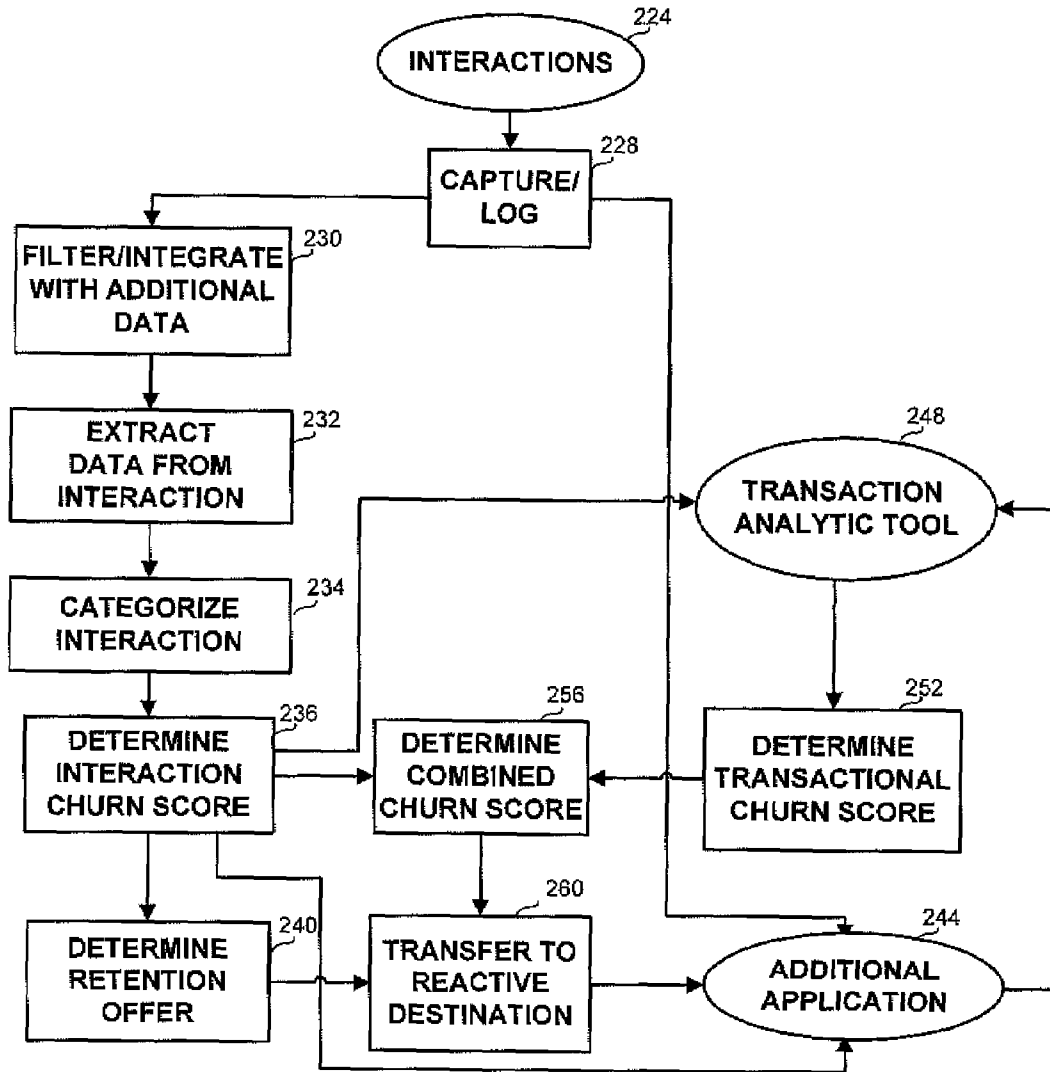 224
INTERACTIONS
228
CAPTURE/
LOG
230
FILTER/INTEGRATE
WITH ADDITIONAL
DATA
232
EXTRACT
DATA FROM
INTERACTION
248
TRANSACTION
ANALYTIC TOOL
234
CATEGORIZE
INTERACTION
236
DETERMINE
INTERACTION
CHURN SCORE
256
DETERMINE
COMBINED
CHURN SCORE
252
DETERMINE
TRANSACTIONAL
CHURN SCORE
240
DETERMINE
RETENTION
OFFER
260
TRANSFER TO
REACTIVE
DESTINATION
244
ADDITIONAL
APPLICATION